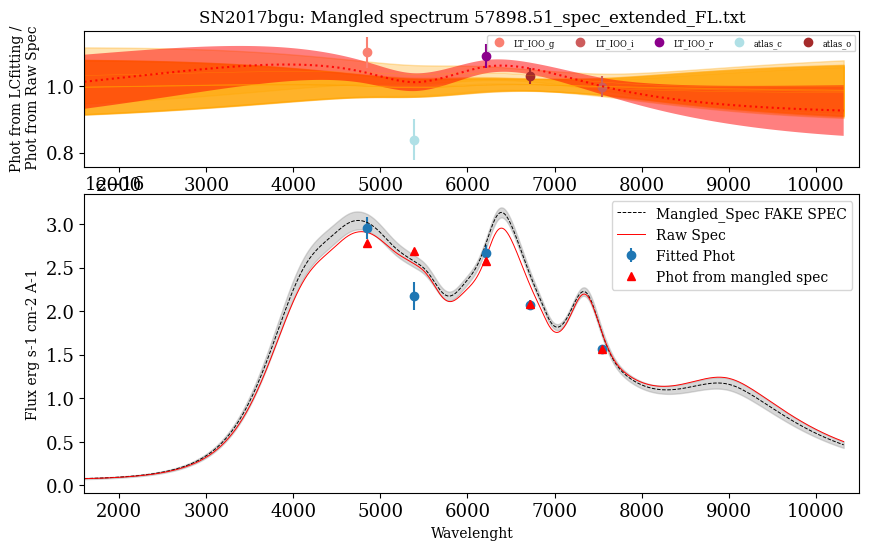 SN2017bgu: Mangled spectrum 57898.51_spec_extended_FL.txt
Phot from LCfitting /
Phot from Raw Spec
LT_IOO_g LT_IOO_i LT_IOO_r atlas_c atlas_o
1.0
0.8
2000 3000 4000 5000 6000 7000 8000 9000 10000
1e−16
Flux erg s-1 cm-2 A-1
3.0
2.5
2.0
1.5
1.0
0.5
0.0
Mangled_Spec FAKE SPEC
Raw Spec
Fitted Phot
Phot from mangled spec
2000 3000 4000 5000 6000 7000 8000 9000 10000
Wavelenght